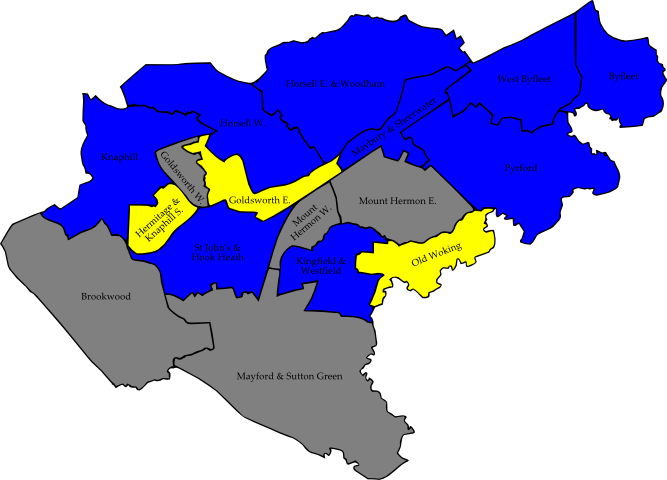 Byfleet
West Byfleet
Horsell E. & Woodham
Maybury & Sheerwater
Horsell W.
Knaphill
Goldsworth W.
Pyrford
Goldsworth E.
Mount Hermon E.
Hermitage &
Knaphill S.
Mount
Hermon W.
St John's &
Hook Heath
Kingfield &
Westfield
Old Woking
Brookwood
Mayford & Sutton Green